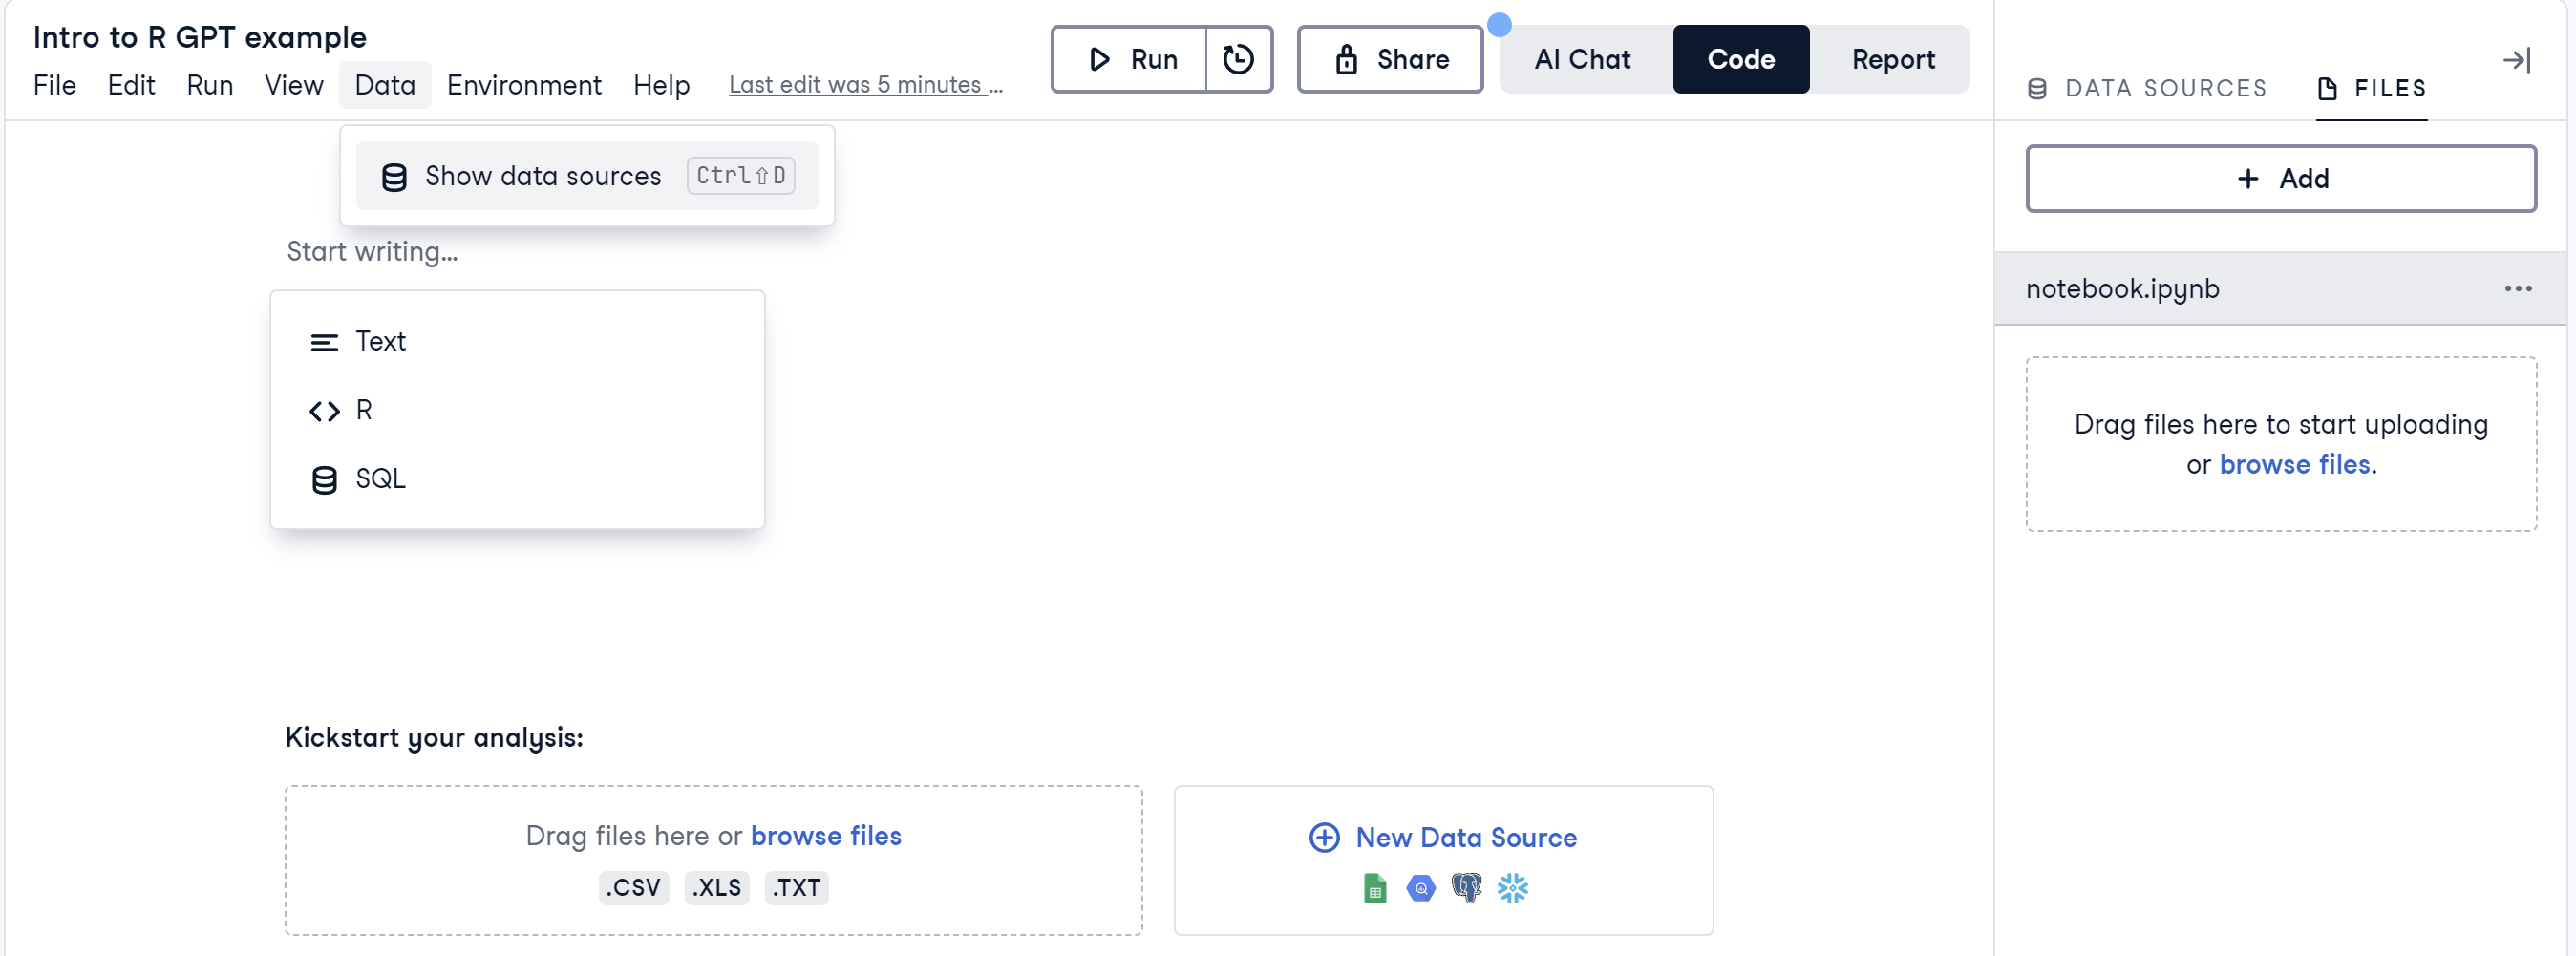 Intro to R GPT example
File Edit Run View Data Environment Help Last edit was 5 minutes ...
Run Share AI Chat Code Report
DATA SOURCES FILES
Show data sources Ctrl⇧D
Start writing...
Text
R
SQL
Kickstart your analysis:
Drag files here or browse files
.CSV .XLS .TXT
New Data Source
Add
notebook.ipynb
Drag files here to start uploading
or browse files.